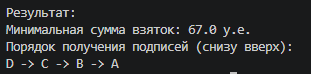 Результат:
Минимальная сумма взяток: 67.0 у.е.
Порядок получения подписей (снизу вверх):
D -> C -> B -> A